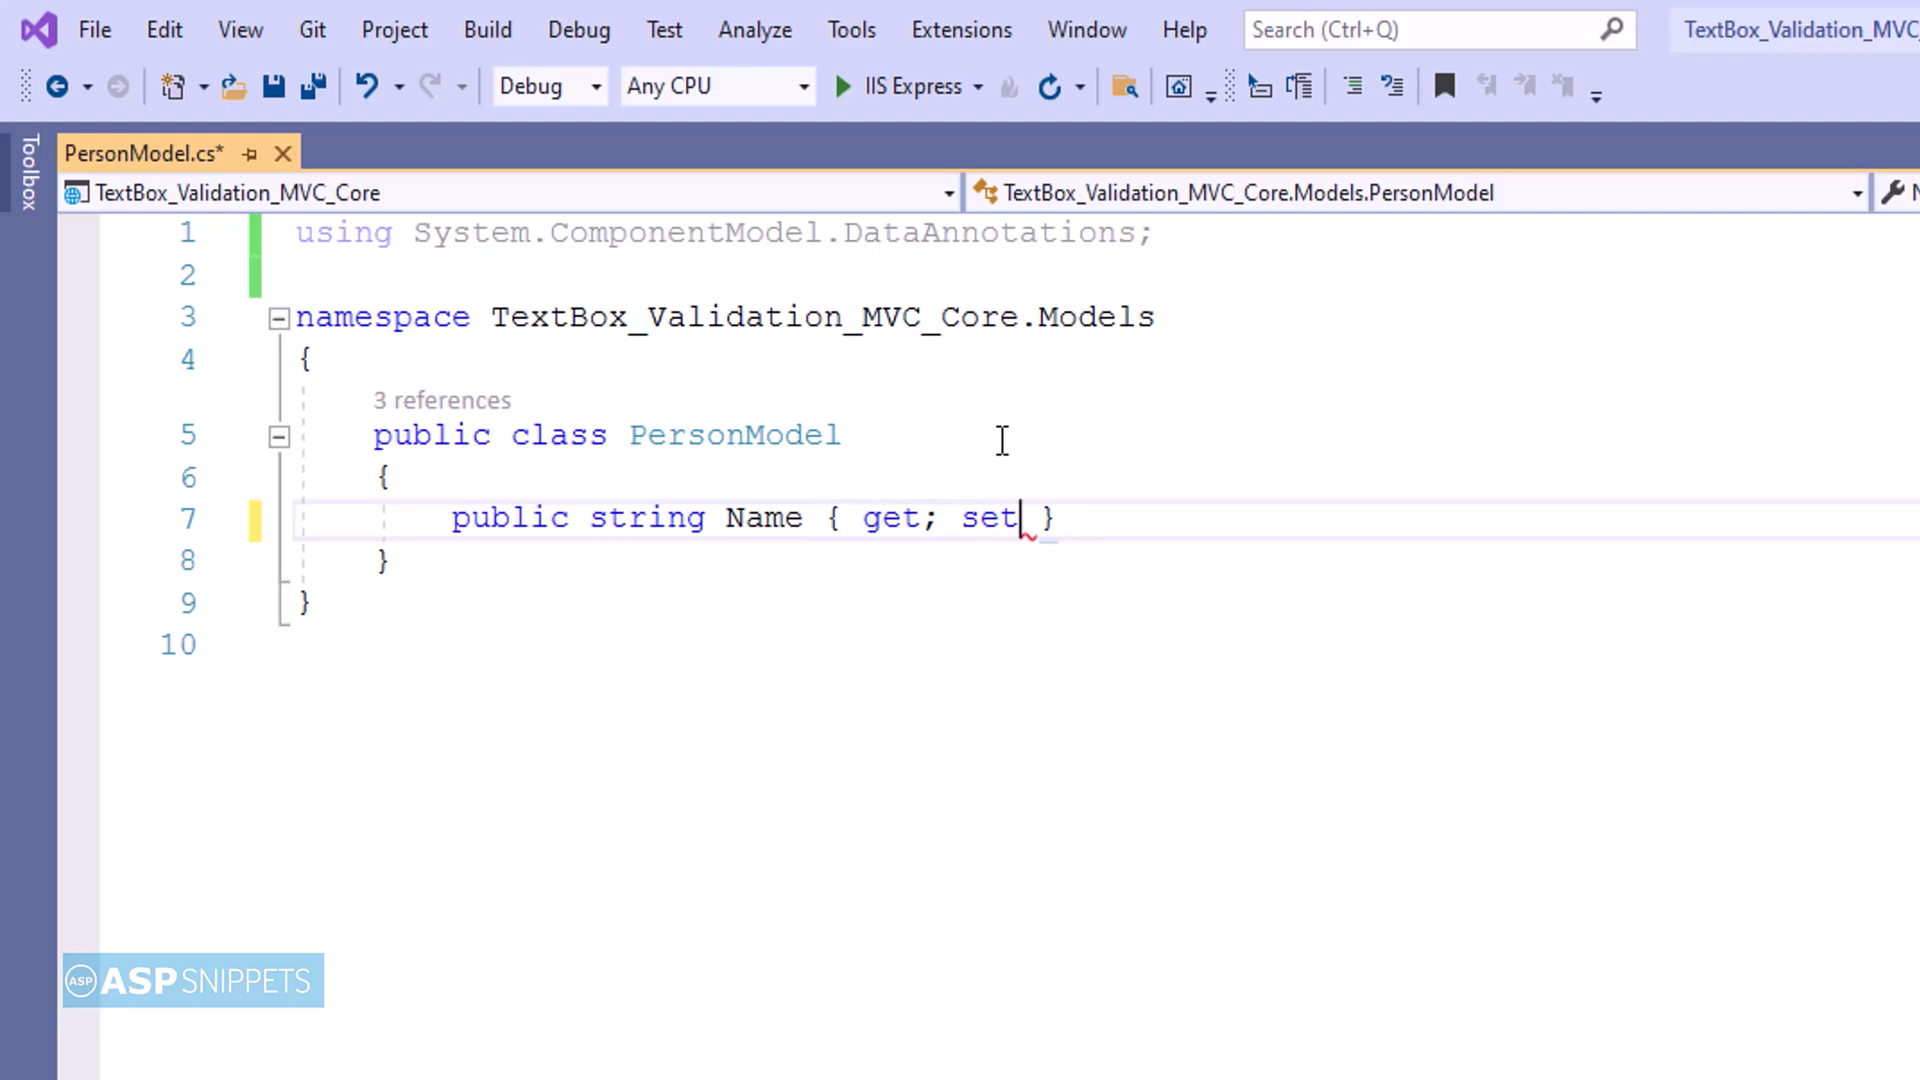 File Edit View Git Project Build Debug Test Analyze Tools Extensions Window Help Search (Ctrl+Q) TextBox_Validation_MVC_
Debug Any CPU IIS Express
Toolbox
PersonModel.cs*
TextBox_Validation_MVC_Core TextBox_Validation_MVC_Core.Models.PersonModel N
1 using System.ComponentModel.DataAnnotations;
2
3 namespace TextBox_Validation_MVC_Core.Models
4 {
3 references
5 public class PersonModel
6 {
7 public string Name { get; set }
8 }
9 }
10
ASP ASPSNIPPETS